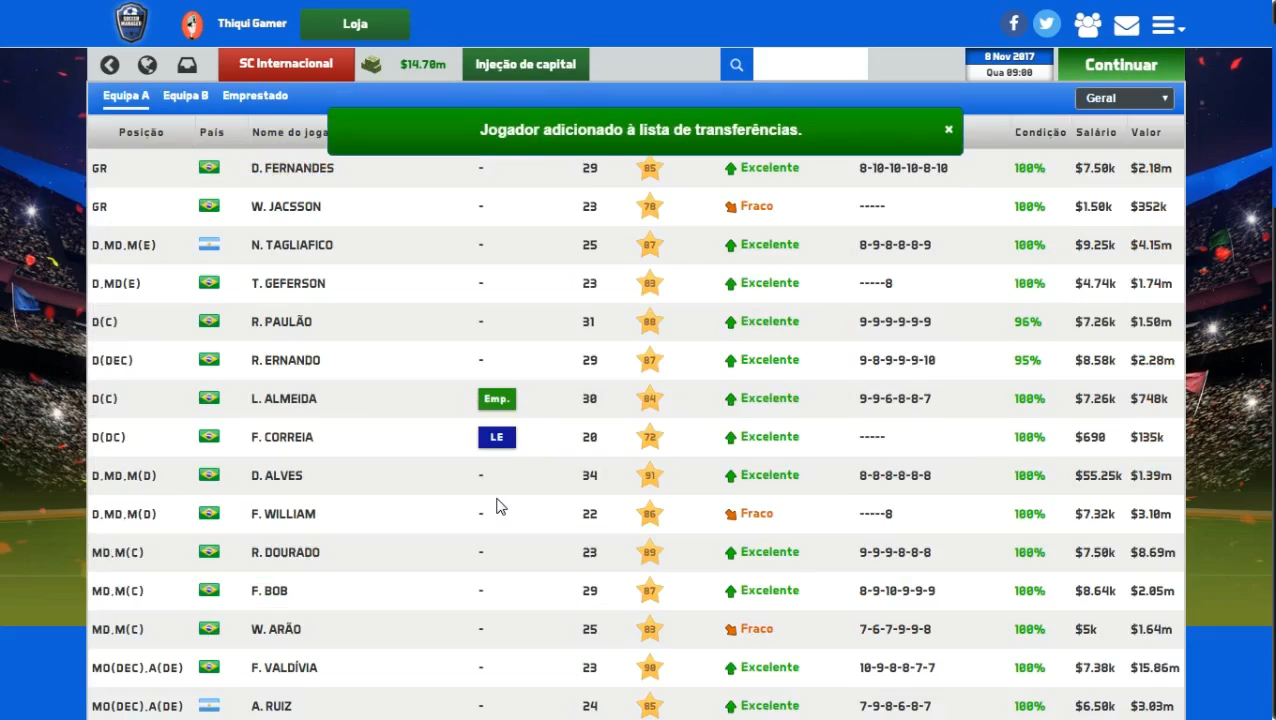 SOCCER MANAGER
Thiqui Gamer
Loja
SC Internacional
$14.70m
Injeção de capital
8 Nov 2017
Qua 09:00
Continuar
Equipa A Equipa B Emprestado
Geral
Jogador adicionado à lista de transferências. ×
Posição País Nome do joga Condição Salário Valor
GR D. FERNANDES - 29 85 Excelente 8-10-10-10-8-10 100% $7.50k $2.18m
GR W. JACSSON - 23 78 Fraco ----- 100% $1.50k $352k
D,MD,M(E) N. TAGLIAFICO - 25 87 Excelente 8-9-8-8-8-9 100% $9.25k $4.15m
D,MD(E) T. GEFERSON - 23 83 Excelente -----8 100% $4.74k $1.74m
D(C) R. PAULÃO - 31 88 Excelente 9-9-9-9-9-9 96% $7.26k $1.50m
D(DEC) R. ERNANDO - 29 87 Excelente 9-8-9-9-9-10 95% $8.58k $2.28m
D(C) L. ALMEIDA Emp. 30 84 Excelente 9-9-6-8-8-7 100% $7.26k $748k
D(DC) F. CORREIA LE 20 72 Excelente ----- 100% $690 $135k
D,MD,M(D) D. ALVES - 34 91 Excelente 8-8-8-8-8-8 100% $55.25k $1.39m
D,MD,M(D) F. WILLIAM - 22 86 Fraco -----8 100% $7.32k $3.10m
MD,M(C) R. DOURADO - 23 89 Excelente 9-9-9-8-8-8 100% $7.50k $8.69m
MD,M(C) F. BOB - 29 87 Excelente 8-9-10-9-9-9 100% $8.64k $2.05m
MD,M(C) W. ARÃO - 25 83 Fraco 7-6-7-9-9-8 100% $5k $1.64m
MO(DEC),A(DE) F. VALDÍVIA - 23 90 Excelente 10-9-8-8-7-7 100% $7.38k $15.86m
MO(DEC),A(DE) A. RUIZ - 24 85 Excelente 7-9-8-6-8-7 100% $6.50k $3.03m